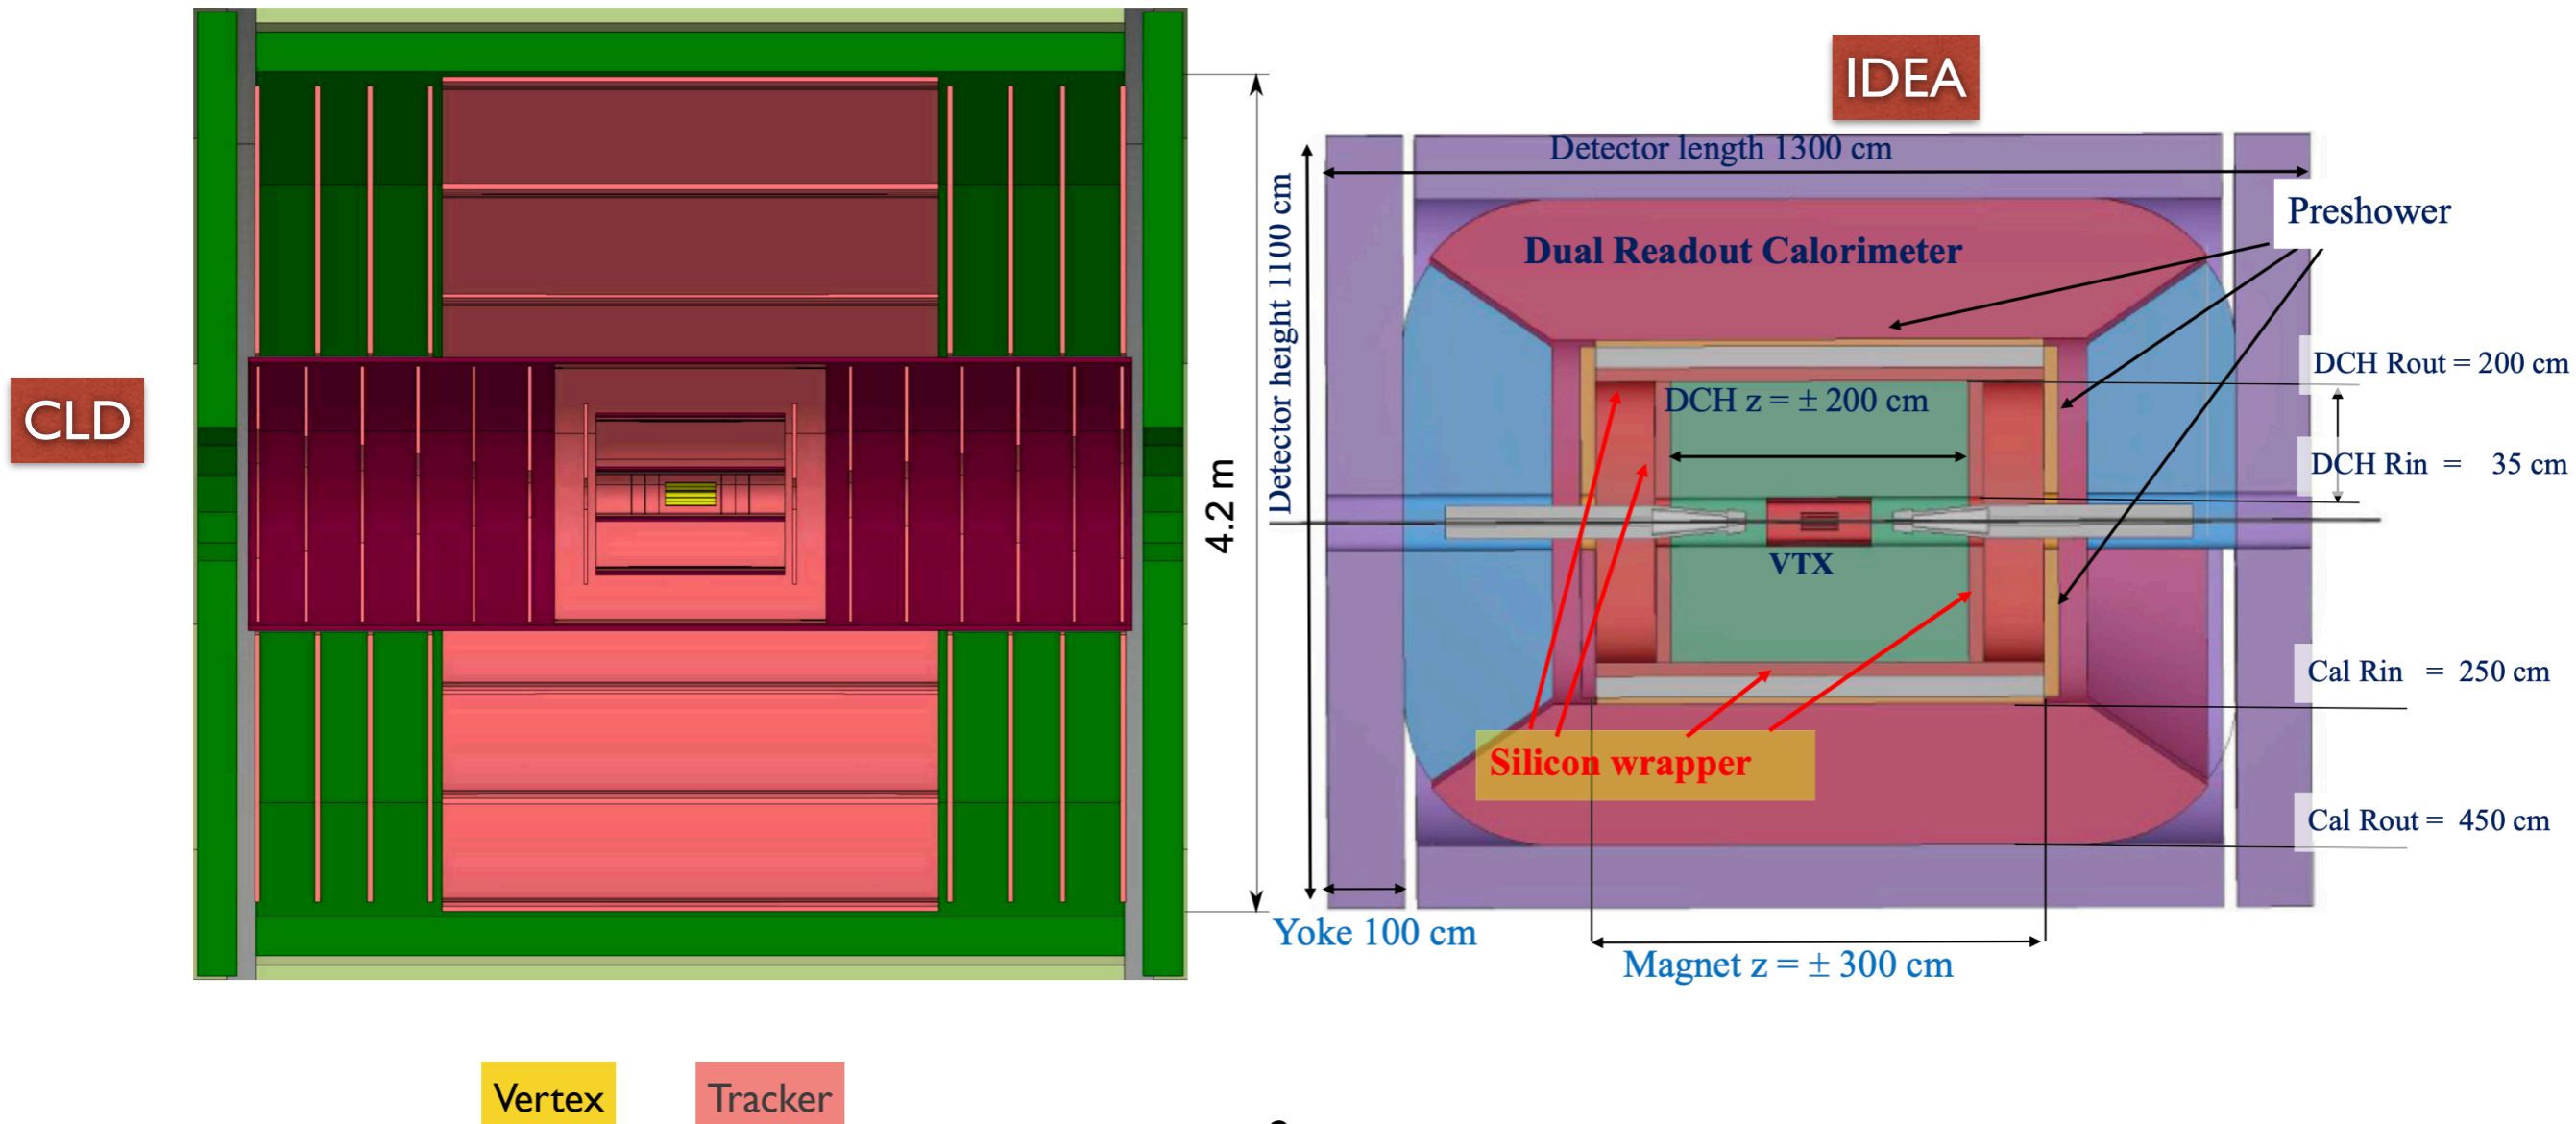 CLD
4.2 m
IDEA
Detector length 1300 cm
Detector height 1100 cm
Preshower
Dual Readout Calorimeter
DCH Rout = 200 cm
DCH z = ± 200 cm
DCH Rin = 35 cm
VTX
Cal Rin = 250 cm
Silicon wrapper
Cal Rout = 450 cm
Yoke 100 cm
Magnet z = ± 300 cm
Vertex
Tracker